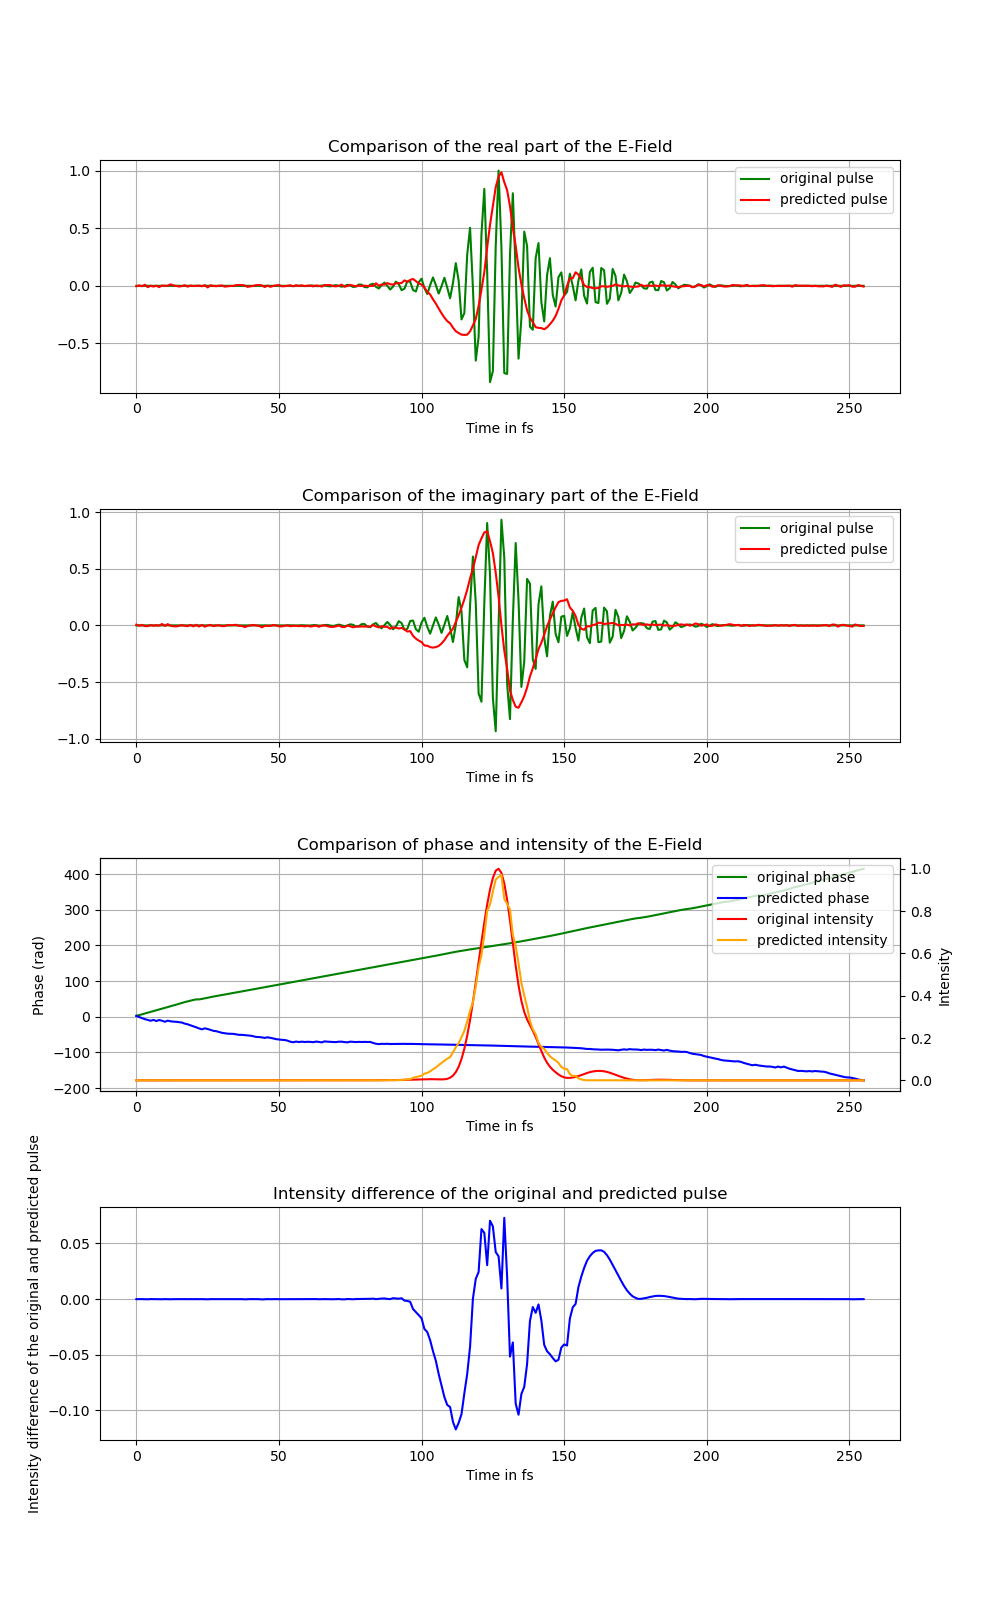 Comparison of the real part of the E-Field
1.0
0.5
0.0
−0.5
original pulse
predicted pulse
0 50 100 150 200 250
Time in fs
Comparison of the imaginary part of the E-Field
1.0
0.5
0.0
−0.5
−1.0
original pulse
predicted pulse
0 50 100 150 200 250
Time in fs
Comparison of phase and intensity of the E-Field
Phase (rad)
400
300
200
100
0
−100
−200
original phase
predicted phase
original intensity
predicted intensity
1.0
0.8
0.6
0.4
0.2
0.0
Intensity
0 50 100 150 200 250
Time in fs
Intensity difference of the original and predicted pulse
Intensity difference of the original and predicted pulse
0.05
0.00
−0.05
−0.10
0 50 100 150 200 250
Time in fs